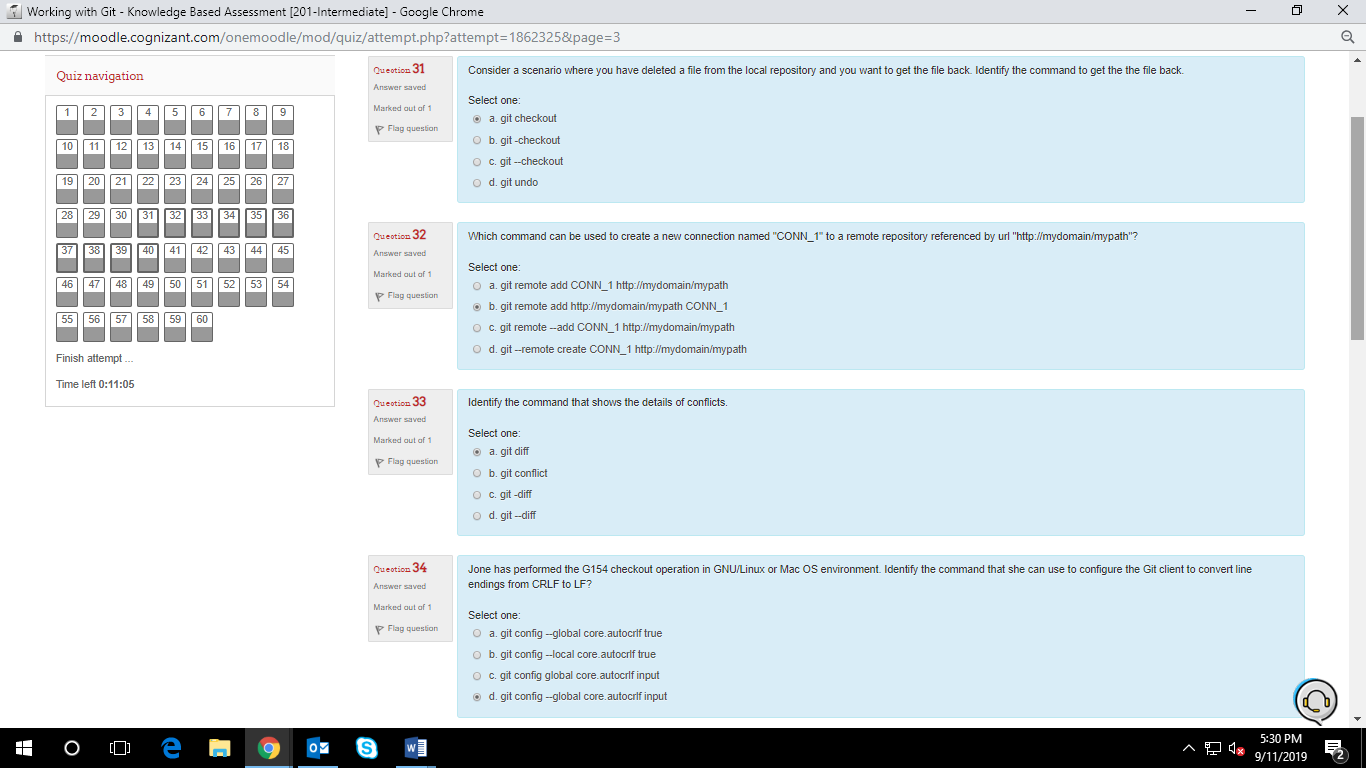 Working with Git - Knowledge Based Assessment [201-Intermediate] - Google Chrome
https://moodle.cognizant.com/onemoodle/mod/quiz/attempt.php?attempt=1862325&page=3
Quiz navigation
1 2 3 4 5 6 7 8 9
10 11 12 13 14 15 16 17 18
19 20 21 22 23 24 25 26 27
28 29 30 31 32 33 34 35 36
37 38 39 40 41 42 43 44 45
46 47 48 49 50 51 52 53 54
55 56 57 58 59 60
Finish attempt ...
Time left 0:11:05
Question 31
Answer saved
Marked out of 1
Flag question
Consider a scenario where you have deleted a file from the local repository and you want to get the file back. Identify the command to get the the file back.
Select one:
a. git checkout
b. git -checkout
c. git --checkout
d. git undo
Question 32
Answer saved
Marked out of 1
Flag question
Which command can be used to create a new connection named "CONN_1" to a remote repository referenced by url "http://mydomain/mypath"?
Select one:
a. git remote add CONN_1 http://mydomain/mypath
b. git remote add http://mydomain/mypath CONN_1
c. git remote --add CONN_1 http://mydomain/mypath
d. git --remote create CONN_1 http://mydomain/mypath
Question 33
Answer saved
Marked out of 1
Flag question
Identify the command that shows the details of conflicts.
Select one:
a. git diff
b. git conflict
c. git -diff
d. git --diff
Question 34
Answer saved
Marked out of 1
Flag question
Jone has performed the G154 checkout operation in GNU/Linux or Mac OS environment. Identify the command that she can use to configure the Git client to convert line
endings from CRLF to LF?
Select one:
a. git config --global core.autocrlf true
b. git config --local core.autocrlf true
c. git config global core.autocrlf input
d. git config --global core.autocrlf input
5:30 PM
9/11/2019
2